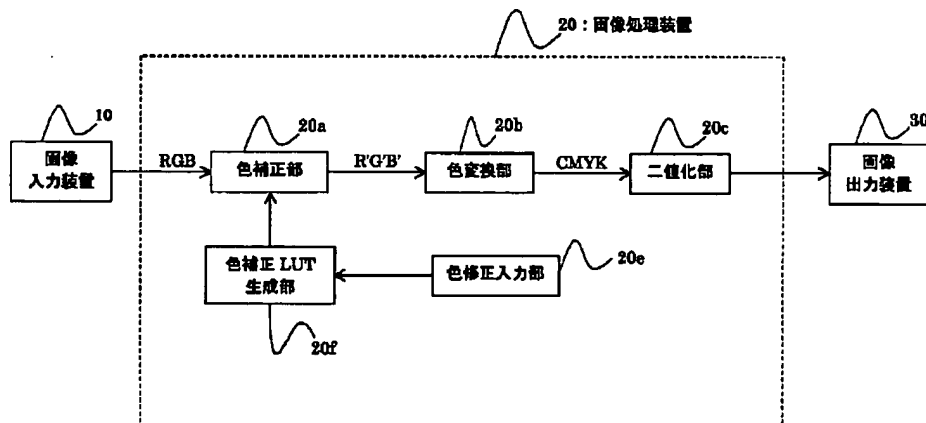 20：画像処理装置
10
20a
20b
20c
30
画像
入力装置
RGB
色補正部
R'G'B'
色変換部
CMYK
二値化部
画像
出力装置
色補正 LUT
生成部
色修正入力部
20e
20f